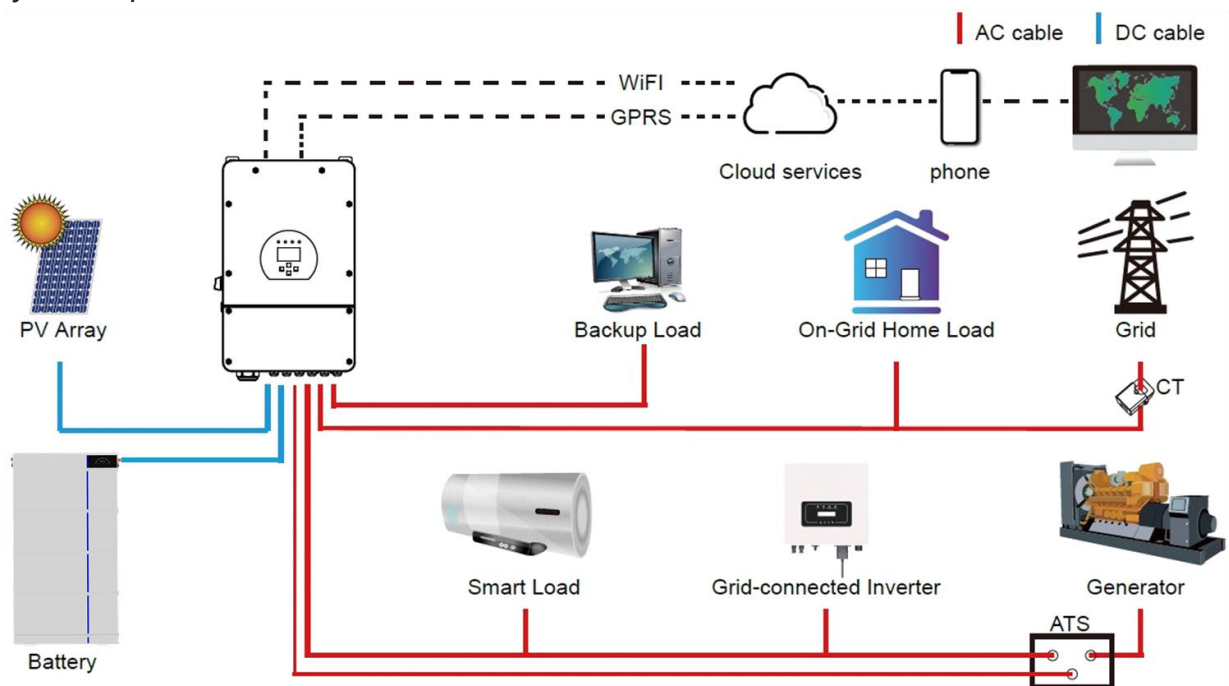 AC cable
DC cable
WiFI
GPRS
Cloud services
phone
PV Array
Backup Load
On-Grid Home Load
Grid
CT
Smart Load
Grid-connected Inverter
Generator
ATS
Battery